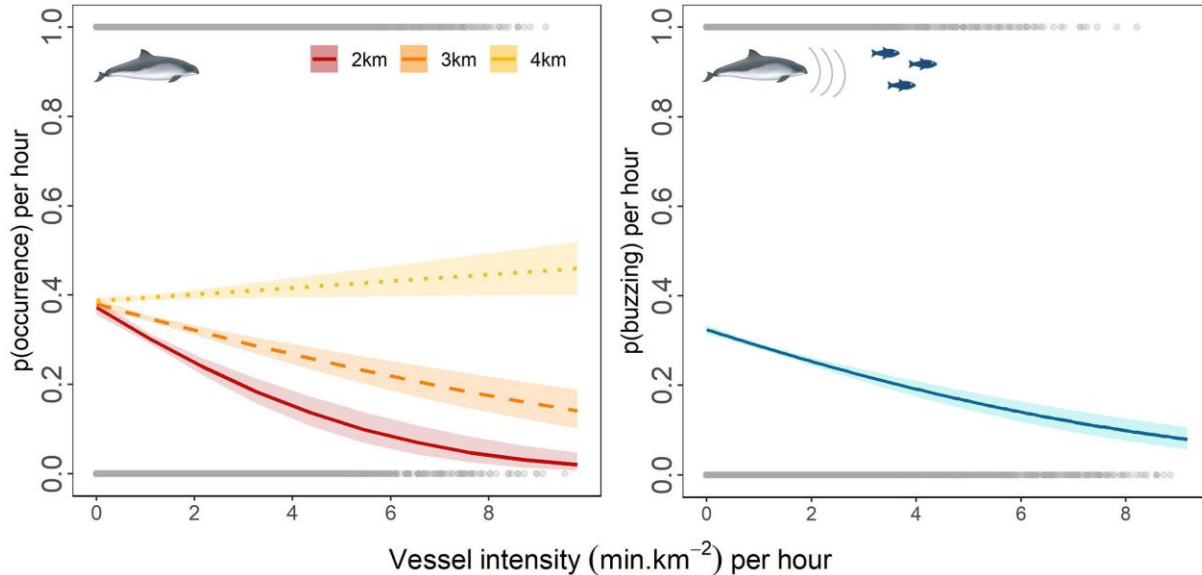 p(occurrence) per hour
1.0
0.8
0.6
0.4
0.2
0.0
2km 3km 4km
0 2 4 6 8
p(buzzing) per hour
1.0
0.8
0.6
0.4
0.2
0.0
0 2 4 6 8
Vessel intensity (min.km⁻²) per hour